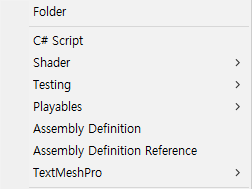 Folder
C# Script
Shader
Testing
Playables
Assembly Definition
Assembly Definition Reference
TextMeshPro